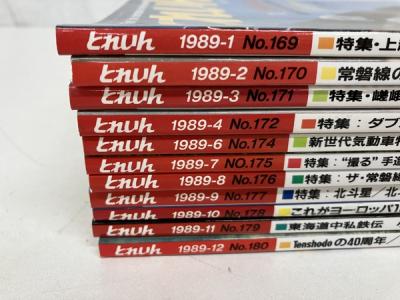 とれいん 1989-1 No.169 特集・上
とれいん 1989-2 No.170 常磐線の
とれいん 1989-3 No.171 特集・嵯峨
とれいん 1989-4 No.172 特集：ダブ
とれいん 1989-6 No.174 新世代気動車特
とれいん 1989-7 NO.175 特集：“撮る”手造
とれいん 1989-8 No.176 特集：ザ・常磐線
とれいん 1989-9 No.177 特集：北斗星／北
とれいん 1989-10 No.178 これがヨーロッパ
とれいん 1989-11 No.179 東海道中私鉄伝
とれいん 1989-12 No.180 Tenshodoの40周年／